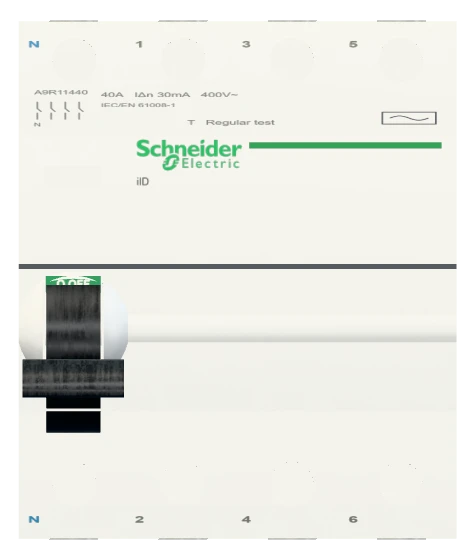 N 1 3 5
A9R11440 40A IΔn 30mA 400V~
IEC/EN 61008-1
N
T Regular test
Schneider
Electric
iID
O OFF
N 2 4 6